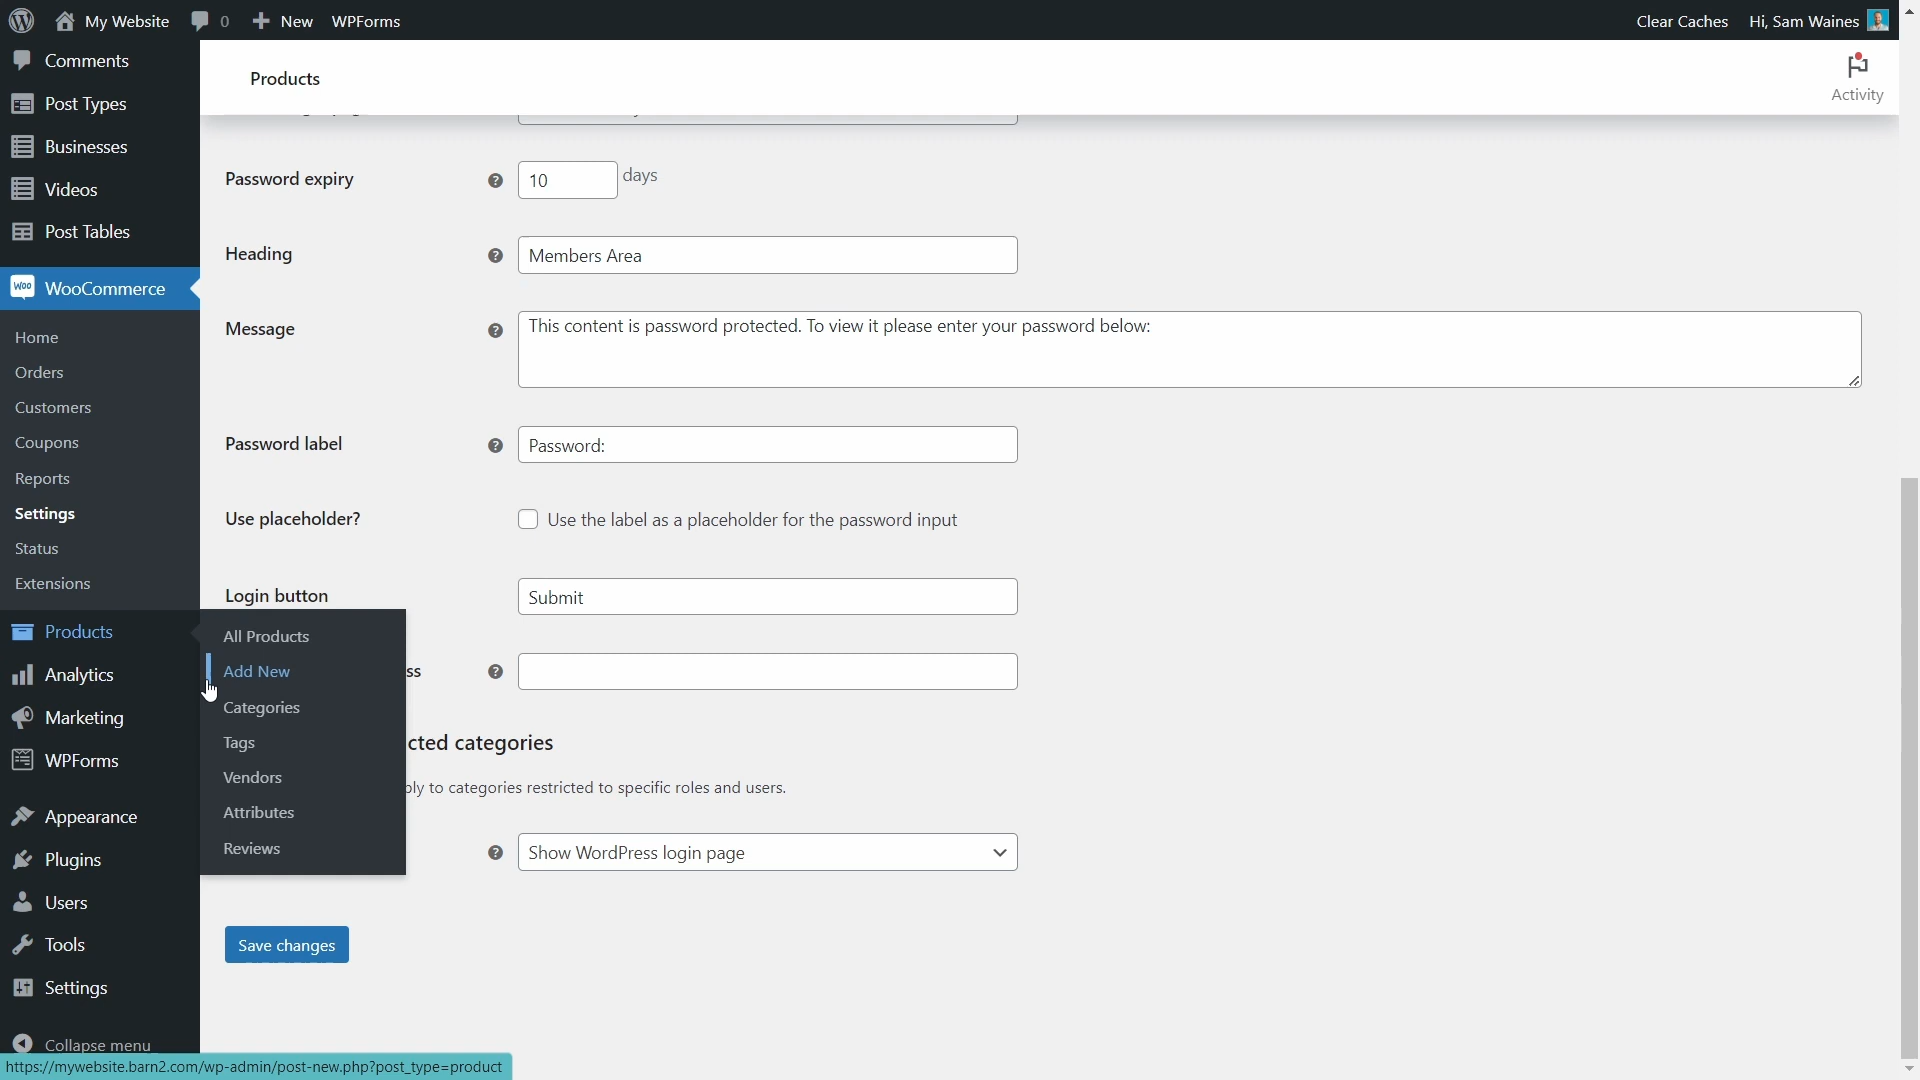 My Website
0
New
WPForms
Clear Caches
Hi, Sam Waines
Comments
Post Types
Businesses
Videos
Post Tables
Woo WooCommerce
Home
Orders
Customers
Coupons
Reports
Settings
Status
Extensions
Products
Analytics
Marketing
WPForms
Appearance
Plugins
Users
Tools
Settings
Collapse menu
All Products
Add New
Categories
Tags
Vendors
Attributes
Reviews
Products
Activity
Password expiry
? 10 days
Heading
? Members Area
Message
? This content is password protected. To view it please enter your password below:
Password label
? Password:
Use placeholder?
Use the label as a placeholder for the password input
Login button
Submit
ss ?
cted categories
to categories restricted to specific roles and users.
? Show WordPress login page
Save changes
https://mywebsite.barn2.com/wp-admin/post-new.php?post_type=product